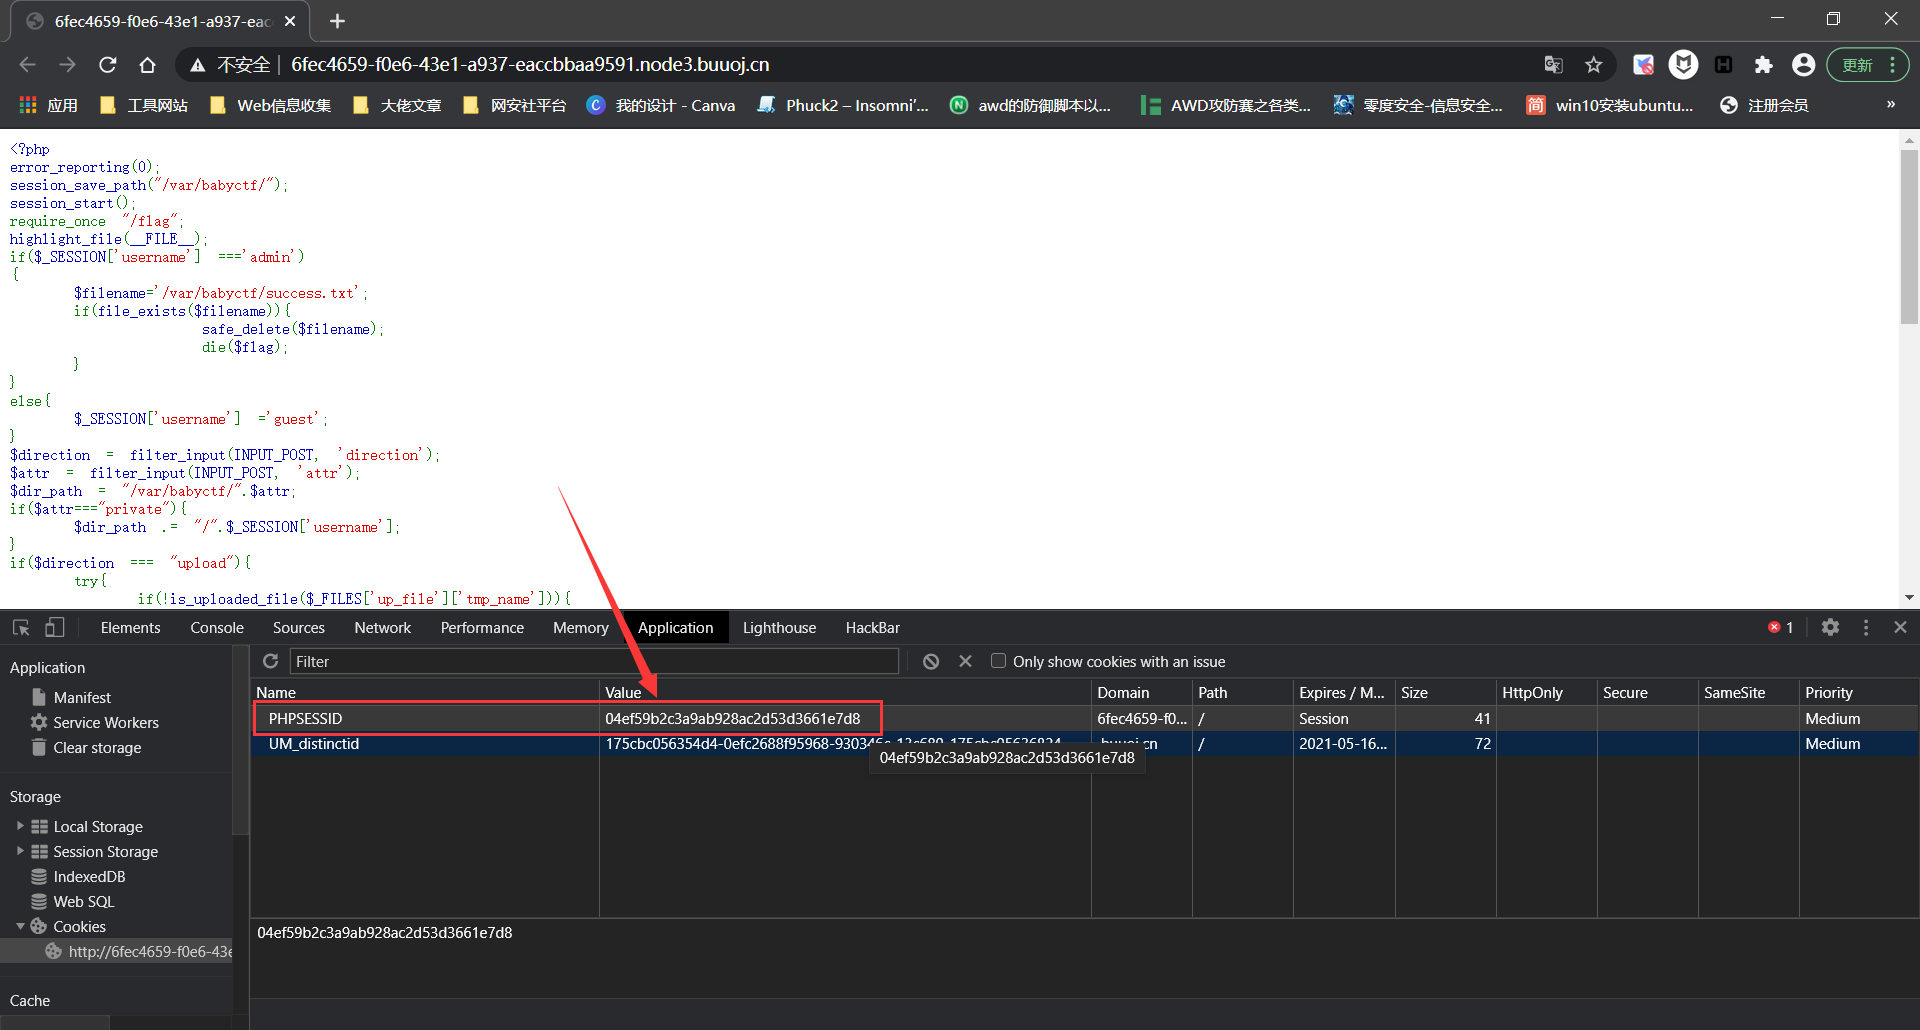 6fec4659-f0e6-43e1-a937-eac
不安全 | 6fec4659-f0e6-43e1-a937-eaccbbaa9591.node3.buuoj.cn
更新
应用 工具网站 Web信息收集 大佬文章 网安社平台 我的设计 - Canva Phuck2 – Insomni'... awd的防御脚本以... AWD攻防赛之各类... 零度安全-信息安全... win10安装ubuntu... 注册会员 »
<?php
error_reporting(0);
session_save_path("/var/babyctf/");
session_start();
require_once "/flag";
highlight_file(__FILE__);
if($_SESSION['username'] ==='admin')
{
$filename='/var/babyctf/success.txt';
if(file_exists($filename)){
safe_delete($filename);
die($flag);
}
}
else{
$_SESSION['username'] ='guest';
}
$direction = filter_input(INPUT_POST, 'direction');
$attr = filter_input(INPUT_POST, 'attr');
$dir_path = "/var/babyctf/".$attr;
if($attr==="private"){
$dir_path .= "/".$_SESSION['username'];
}
if($direction === "upload"){
try{
if(!is_uploaded_file($_FILES['up_file']['tmp_name'])){
Elements Console Sources Network Performance Memory Application Lighthouse HackBar 1
Application
Manifest
Service Workers
Clear storage
Storage
Local Storage
Session Storage
IndexedDB
Web SQL
Cookies
http://6fec4659-f0e6-43e
Cache
Filter Only show cookies with an issue
Name Value Domain Path Expires / M... Size HttpOnly Secure SameSite Priority
PHPSESSID 04ef59b2c3a9ab928ac2d53d3661e7d8 6fec4659-f0... / Session 41 Medium
UM_distinctid 175cbc056354d4-0efc2688f95968-930346c-13c680-175cbc05636824 .buuoj.cn / 2021-05-16... 72 Medium
04ef59b2c3a9ab928ac2d53d3661e7d8
04ef59b2c3a9ab928ac2d53d3661e7d8